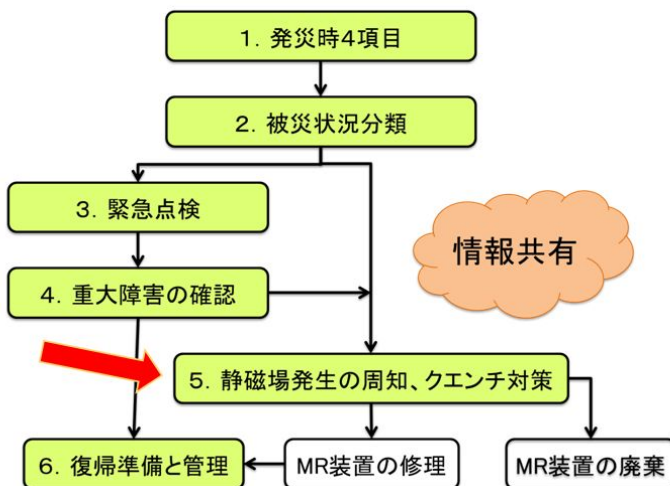 1．発災時4項目
2．被災状況分類
3．緊急点検
情報共有
4．重大障害の確認
5．静磁場発生の周知、クエンチ対策
6．復帰準備と管理
MR装置の修理
MR装置の廃棄